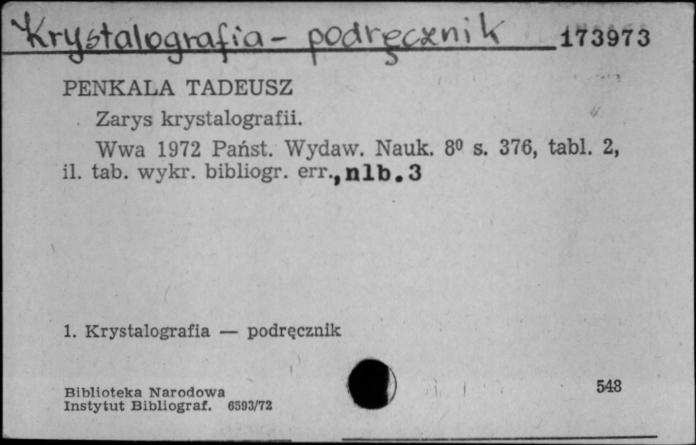 Krystalografia - podręcznik 173973
PENKALA TADEUSZ
Zarys krystalografii.
Wwa 1972 Państ. Wydaw. Nauk. 8⁰ s. 376, tabl. 2,
il. tab. wykr. bibliogr. err., nlb. 3
1. Krystalografia — podręcznik
Biblioteka Narodowa 548
Instytut Bibliograf. 6593/72